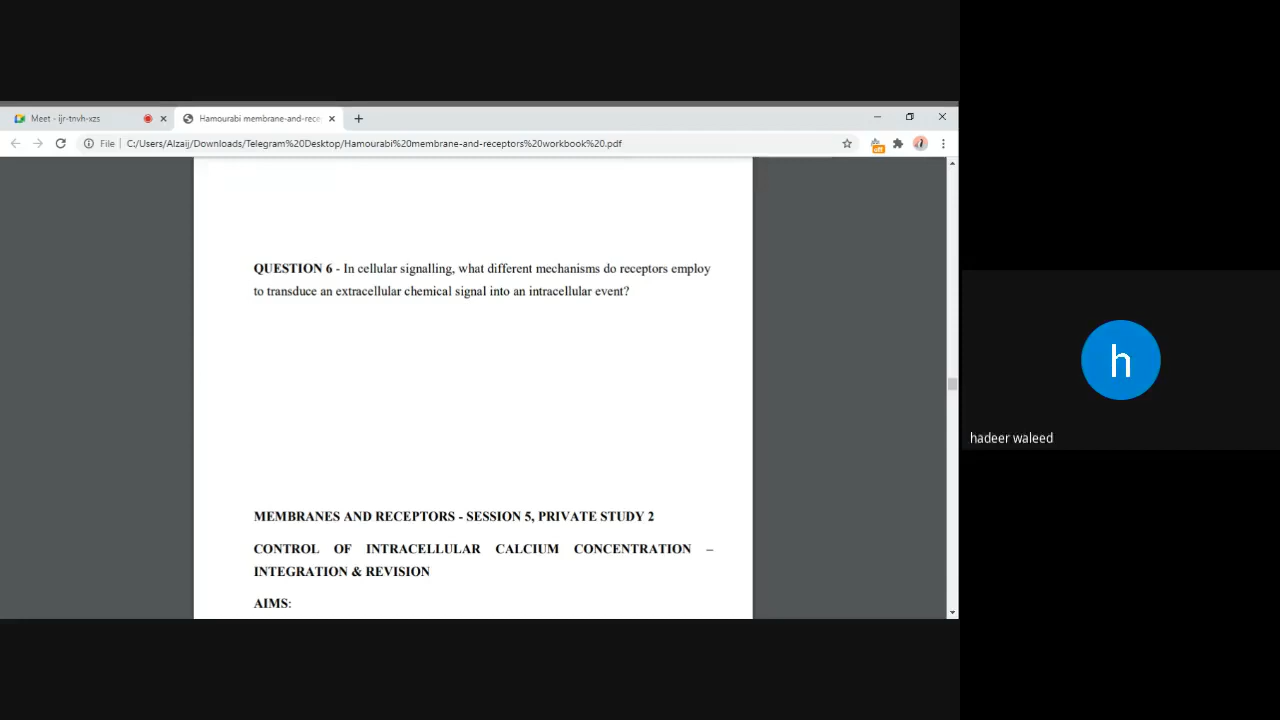 Meet - ijr-tnvh-xzs
Hamourabi membrane-and-rece
File
C:/Users/Alzaij/Downloads/Telegram%20Desktop/Hamourabi%20membrane-and-receptors%20workbook%20.pdf
off
QUESTION 6 - In cellular signalling, what different mechanisms do receptors employ
to transduce an extracellular chemical signal into an intracellular event?
h
hadeer waleed
MEMBRANES AND RECEPTORS - SESSION 5, PRIVATE STUDY 2
CONTROL OF INTRACELLULAR CALCIUM CONCENTRATION –
INTEGRATION & REVISION
AIMS: